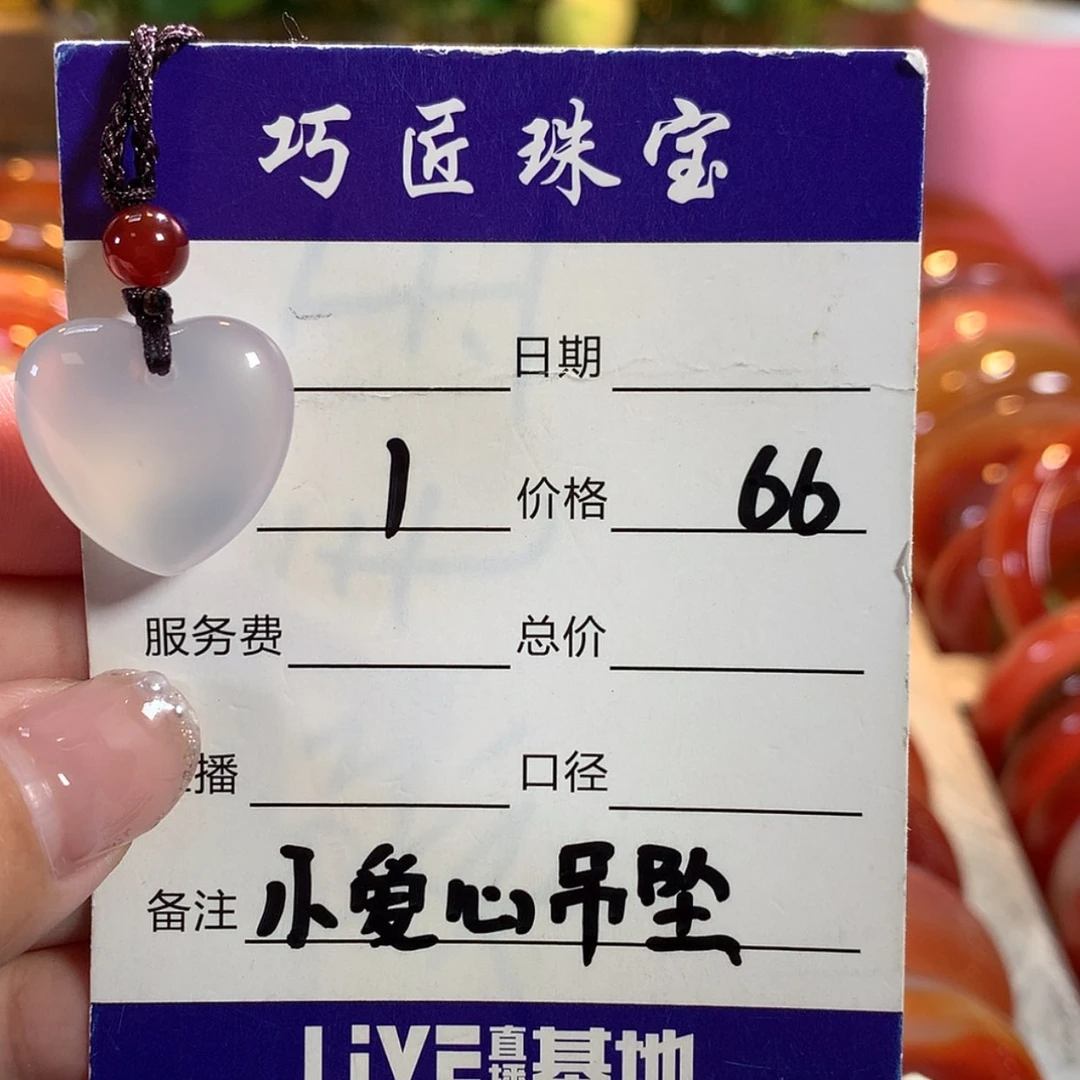 巧匠珠宝
日期
1 价格 66
服务费 总价
播 口径
备注 小爱心吊坠
LiVE直播基地